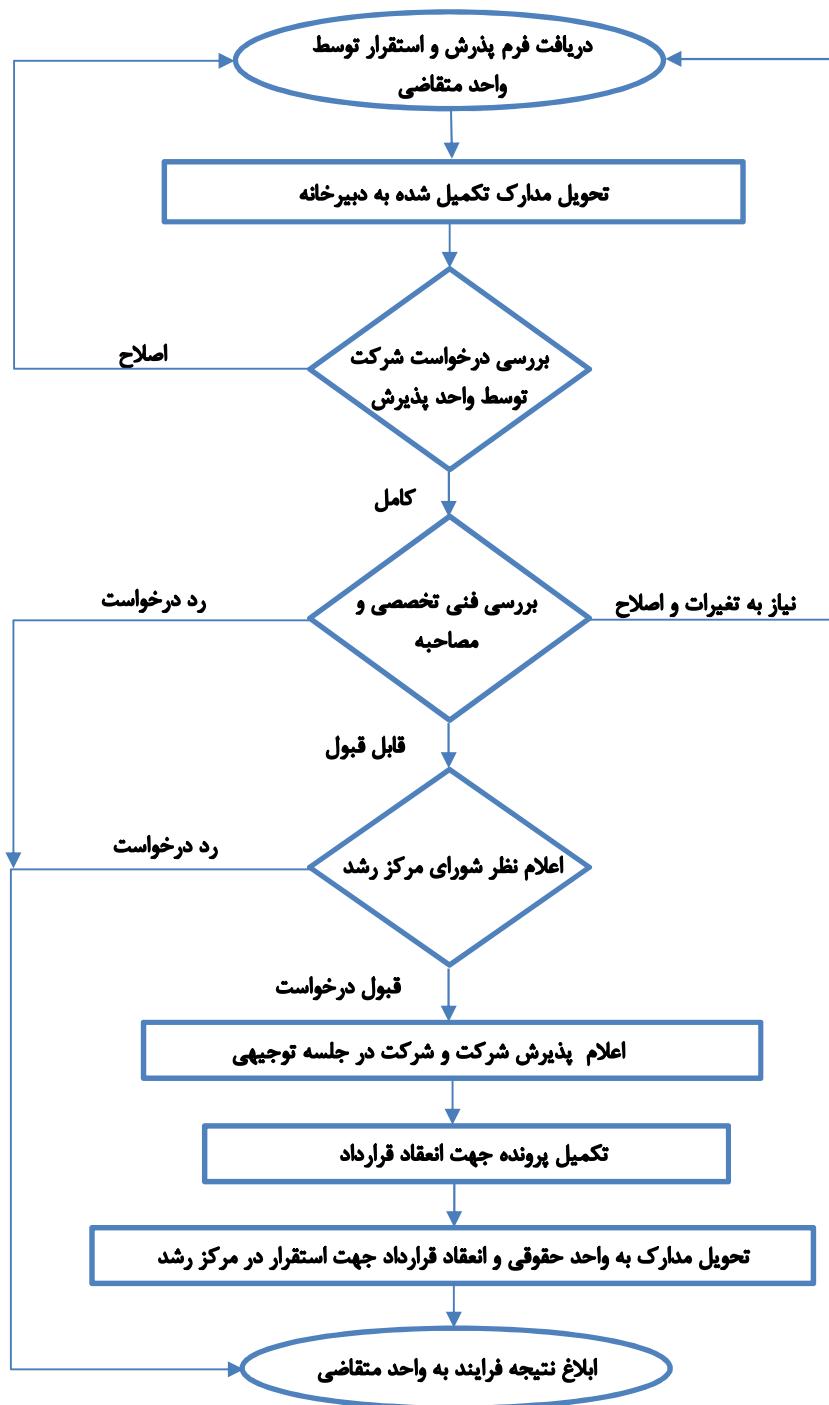 دریافت فرم پذرش و استقرار توسط
واحد متقاضی
تحویل مدارک تکمیل شده به دبیرخانه
بررسی درخواست شرکت
توسط واحد پذیرش
اصلاح
کامل
بررسی فنی تخصصی و
مصاحبه
نیاز به تغیرات و اصلاح
رد درخواست
قابل قبول
اعلام نظر شورای مرکز رشد
رد درخواست
قبول درخواست
اعلام پذیرش شرکت و شرکت در جلسه توجیهی
تکمیل پرونده جهت انعقاد قرارداد
تحویل مدارک به واحد حقوقی و انعقاد قرارداد جهت استقرار در مرکز رشد
ابلاغ نتیجه فرایند به واحد متقاضی